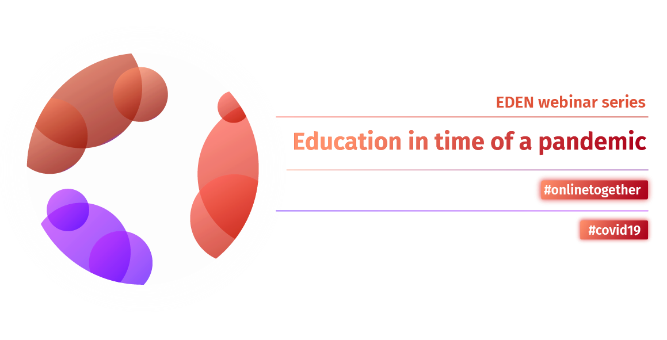 EDEN webinar series
Education in time of a pandemic
#onlinetogether
#covid19